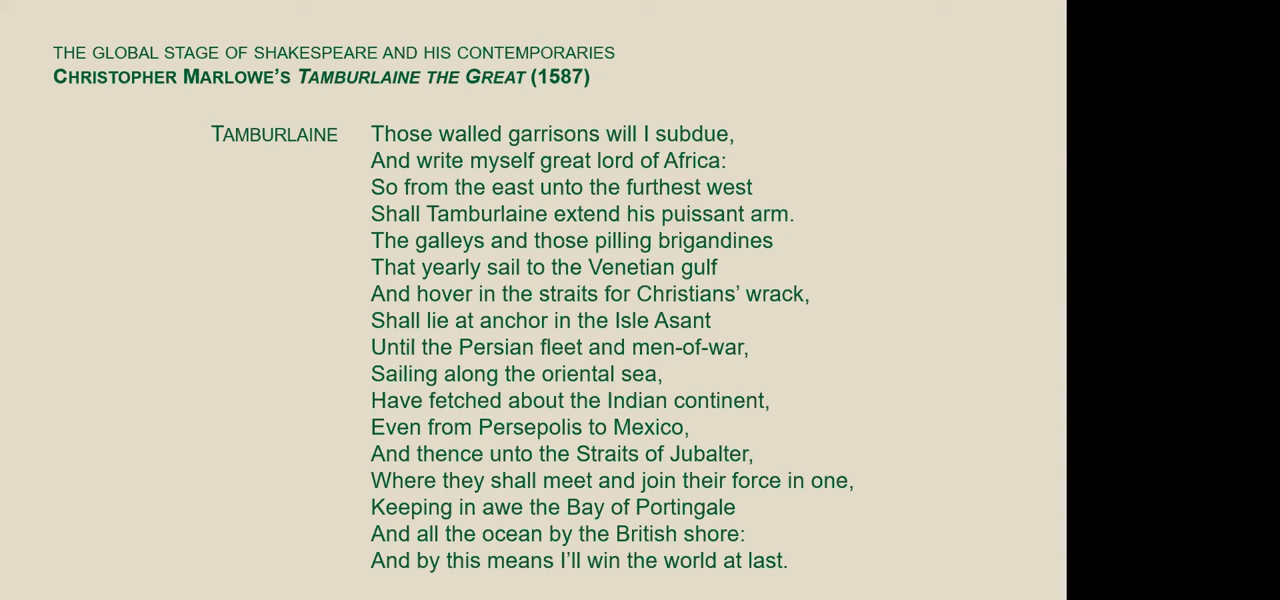 THE GLOBAL STAGE OF SHAKESPEARE AND HIS CONTEMPORARIES
CHRISTOPHER MARLOWE’S TAMBURLAINE THE GREAT (1587)
TAMBURLAINE Those walled garrisons will I subdue,
And write myself great lord of Africa:
So from the east unto the furthest west
Shall Tamburlaine extend his puissant arm.
The galleys and those pilling brigandines
That yearly sail to the Venetian gulf
And hover in the straits for Christians’ wrack,
Shall lie at anchor in the Isle Asant
Until the Persian fleet and men-of-war,
Sailing along the oriental sea,
Have fetched about the Indian continent,
Even from Persepolis to Mexico,
And thence unto the Straits of Jubalter,
Where they shall meet and join their force in one,
Keeping in awe the Bay of Portingale
And all the ocean by the British shore:
And by this means I’ll win the world at last.